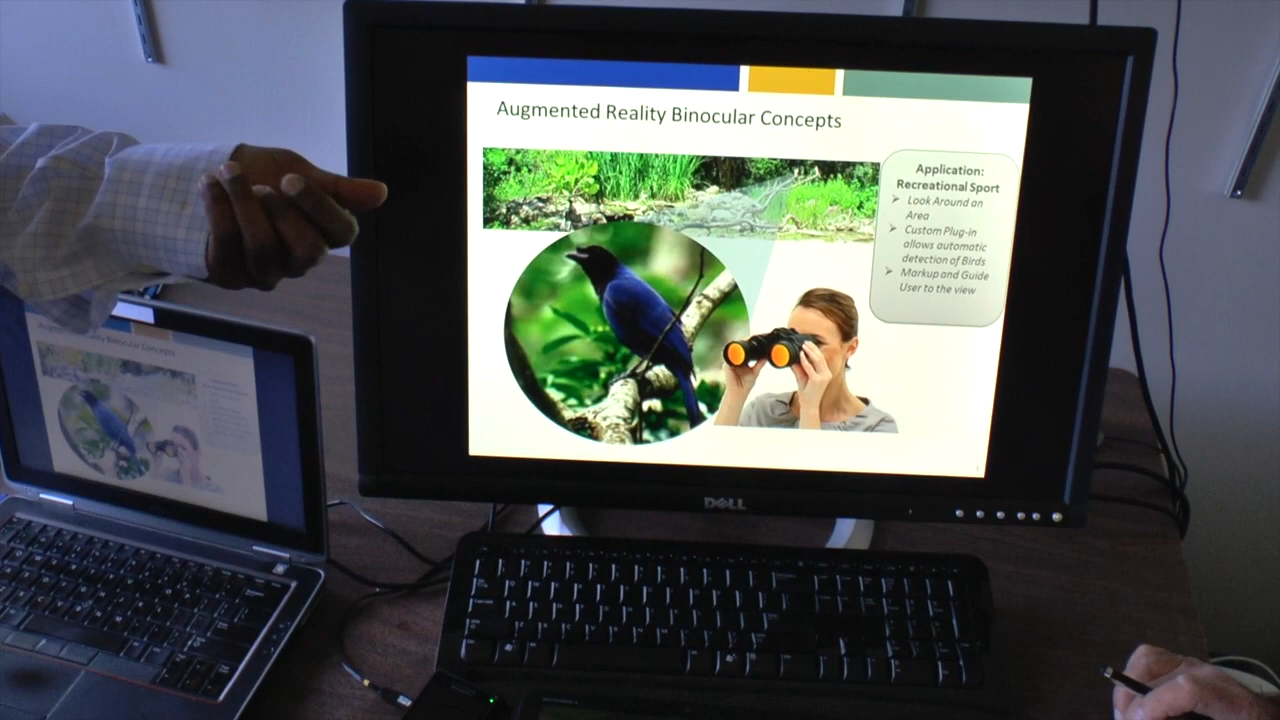 Augmented Reality Binocular Concepts
Application:
Recreational Sport
Look Around an
Area
Custom Plug-in
allows automatic
detection of Birds
Markup and Guide
User to the view
DELL